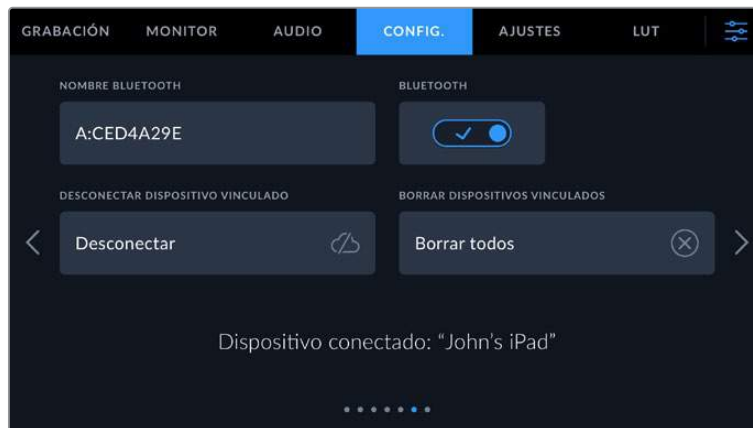 GRABACIÓN MONITOR AUDIO CONFIG. AJUSTES LUT
NOMBRE BLUETOOTH BLUETOOTH
A:CED4A29E
DESCONECTAR DISPOSITIVO VINCULADO BORRAR DISPOSITIVOS VINCULADOS
Desconectar Borrar todos
Dispositivo conectado: “John’s iPad”